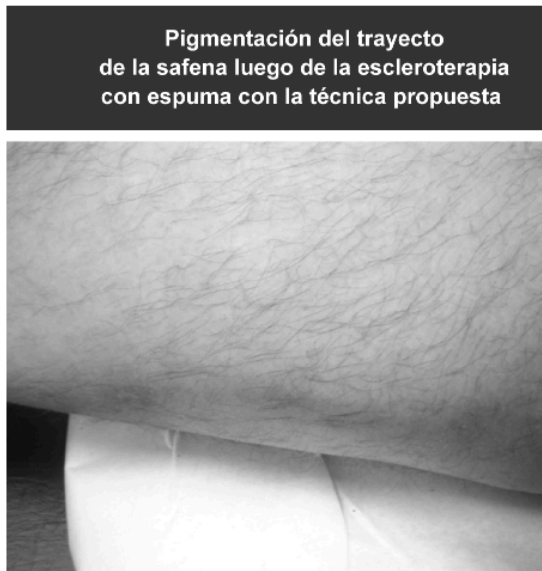 Pigmentación del trayecto
de la safena luego de la escleroterapia
con espuma con la técnica propuesta